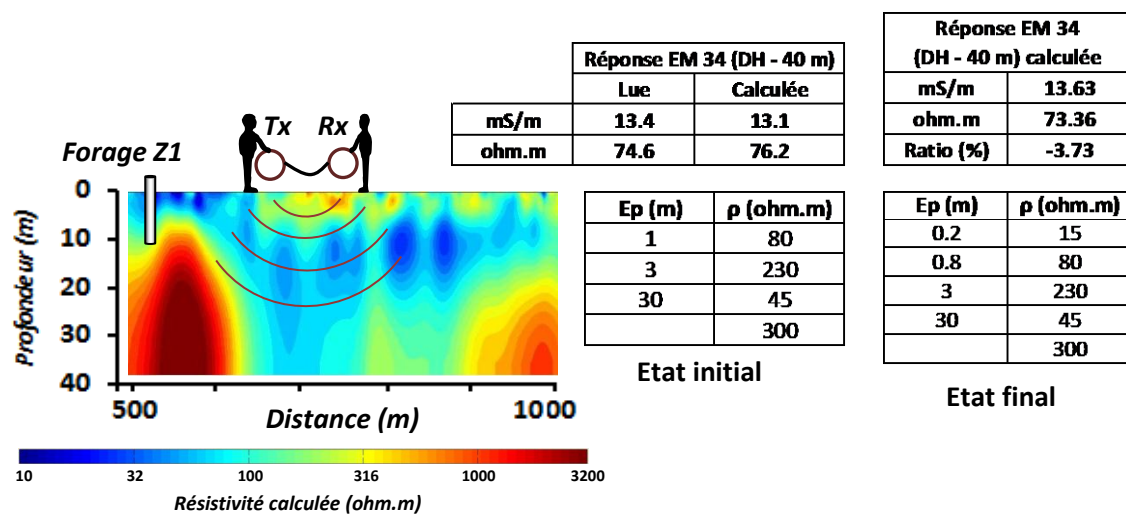 Réponse EM 34 (DH - 40 m)
Lue Calculée
mS/m 13.4 13.1
ohm.m 74.6 76.2
Réponse EM 34
(DH - 40 m) calculée
mS/m 13.63
ohm.m 73.36
Ratio (%) -3.73
Tx Rx
Forage Z1
Profondeur (m)
0
10
20
30
40
500 1000
Distance (m)
10 32 100 316 1000 3200
Résistivité calculée (ohm.m)
Ep (m) ρ (ohm.m)
1 80
3 230
30 45
300
Etat initial
Ep (m) ρ (ohm.m)
0.2 15
0.8 80
3 230
30 45
300
Etat final